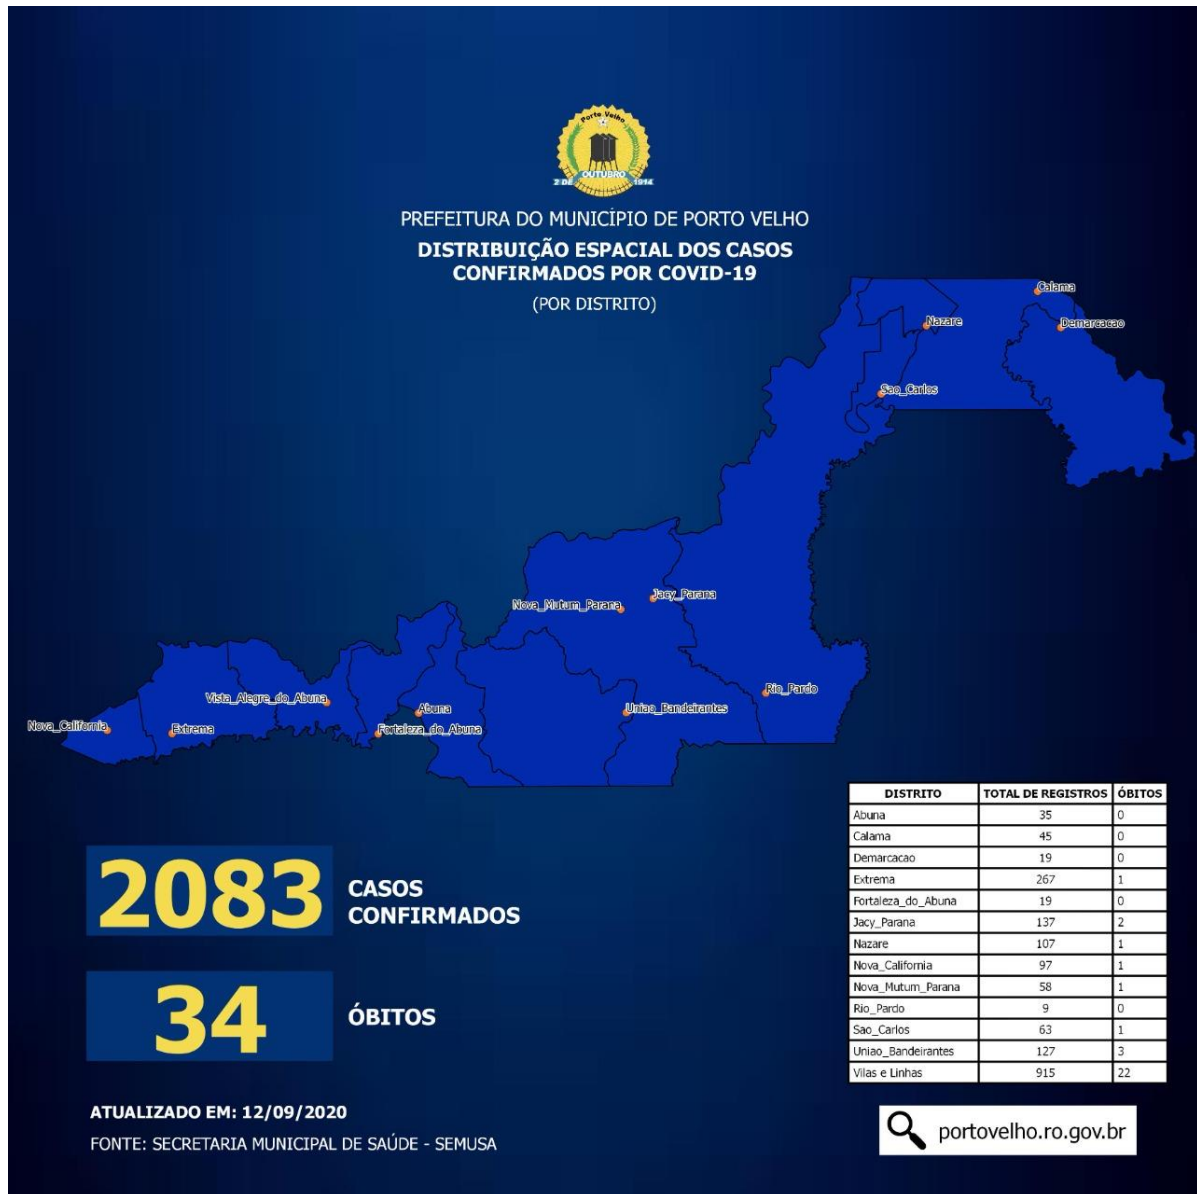 Porto Velho
2 DE OUTUBRO 1914
PREFEITURA DO MUNICÍPIO DE PORTO VELHO
DISTRIBUIÇÃO ESPACIAL DOS CASOS
CONFIRMADOS POR COVID-19
(POR DISTRITO)
Calama
Nazare
Demarcacao
Sao_Carlos
Jacy_Parana
Nova_Mutum_Parana
Rio_Pardo
Vista_Alegre_do_Abuna
Abuna
Uniao_Bandeirantes
Nova_California
Extrema
Fortaleza_do_Abuna
DISTRITO TOTAL DE REGISTROS ÓBITOS
Abuna 35 0
Calama 45 0
Demarcacao 19 0
Extrema 267 1
Fortaleza_do_Abuna 19 0
Jacy_Parana 137 2
Nazare 107 1
Nova_California 97 1
Nova_Mutum_Parana 58 1
Rio_Pardo 9 0
Sao_Carlos 63 1
Uniao_Bandeirantes 127 3
Vilas e Linhas 915 22
2083 CASOS
CONFIRMADOS
34 ÓBITOS
ATUALIZADO EM: 12/09/2020
FONTE: SECRETARIA MUNICIPAL DE SAÚDE - SEMUSA
portovelho.ro.gov.br